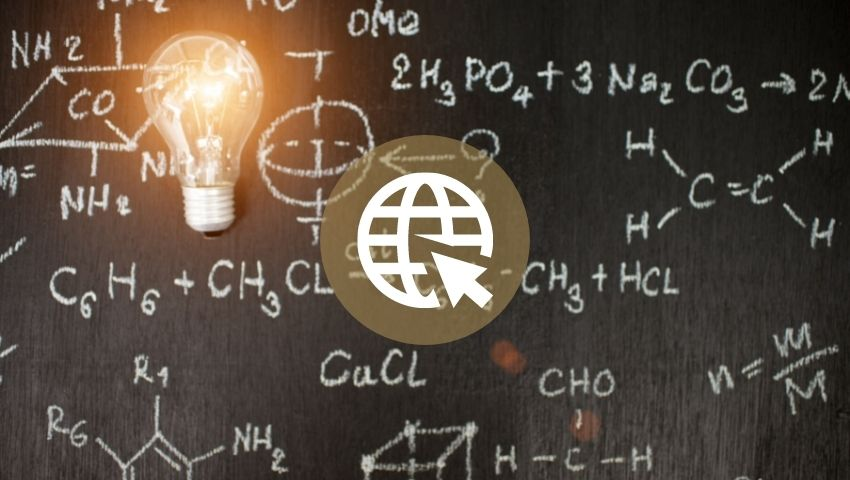 OMe
NH2
2H3PO4 + 3 Na2CO3 → 2N
CO
H H
C=C
NH2
H H
C6H6 + CH3CL -CH3 + HCL
R1
CuCL
CHO
n = m/M
R6
NH2
H - C - H